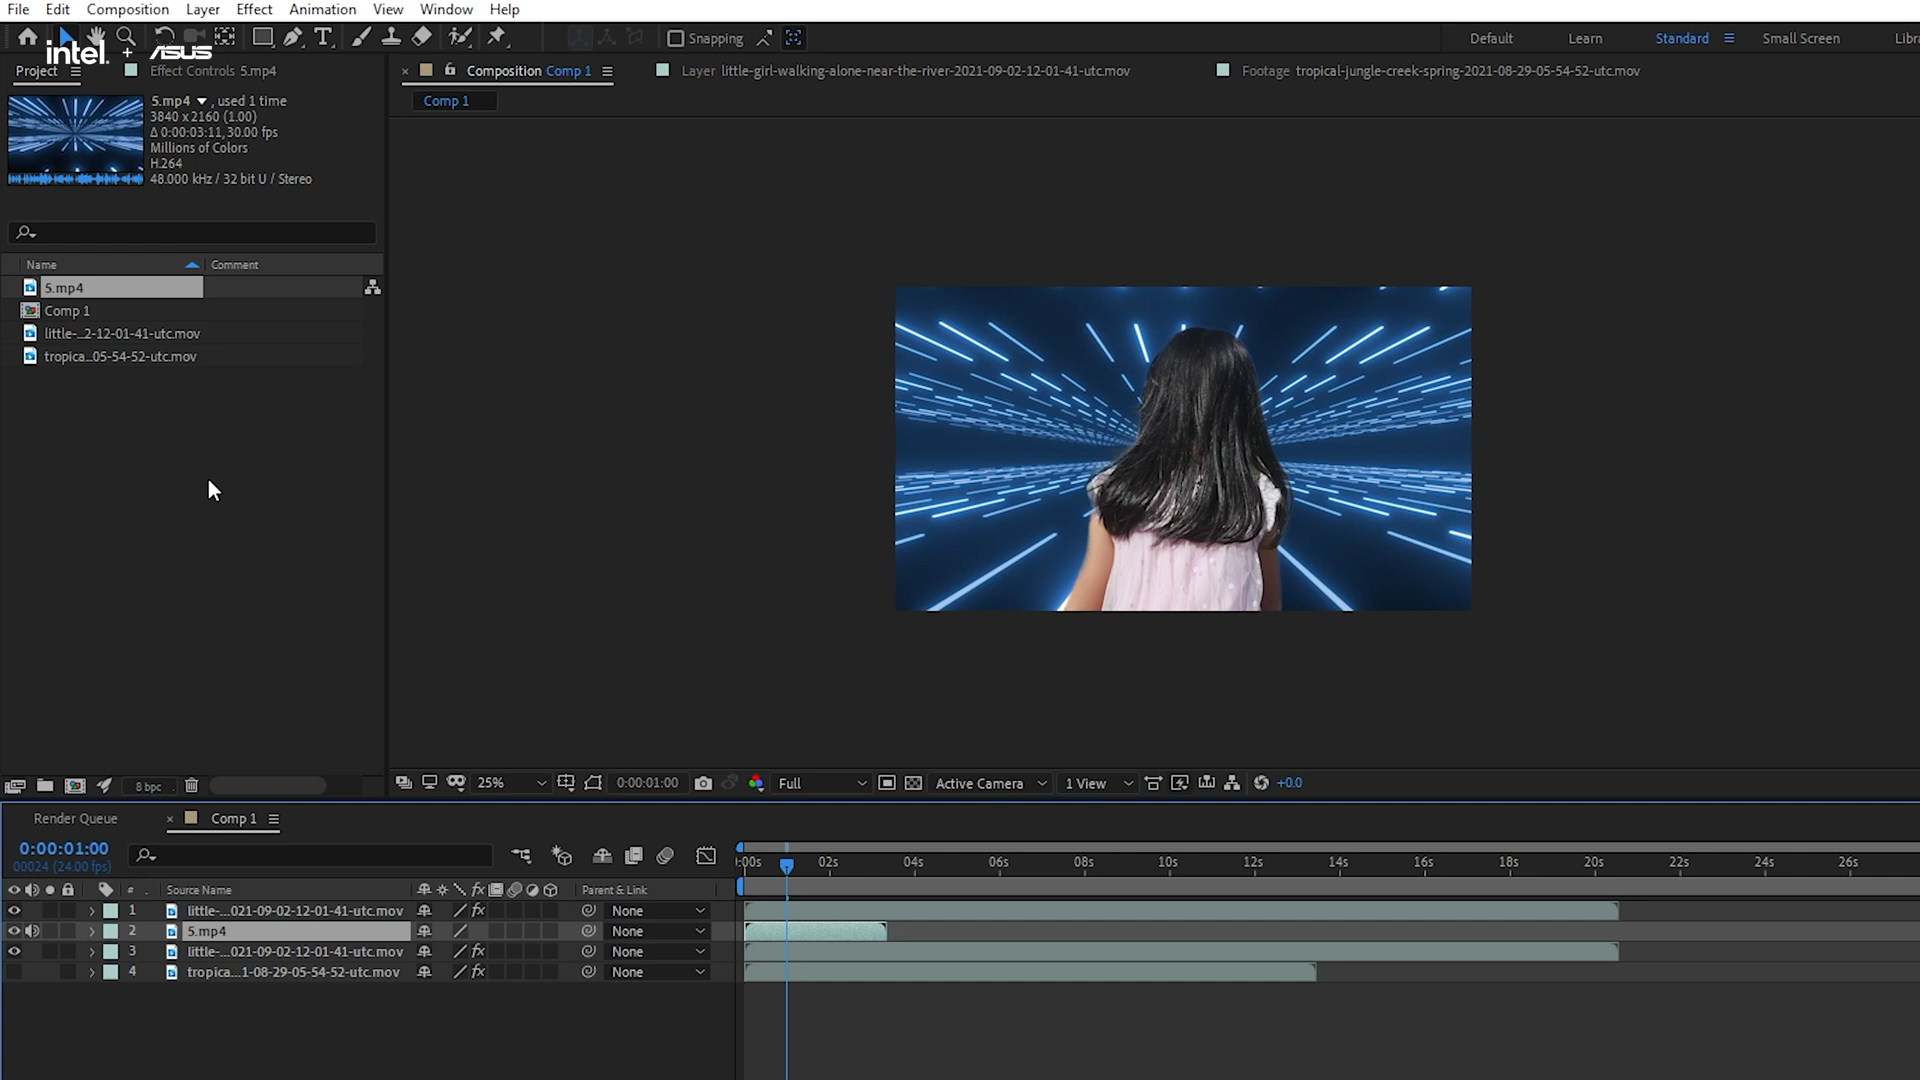 File Edit Composition Layer Effect Animation View Window Help
intel. + ASUS
Snapping
Default Learn Standard Small Screen Libr
Project Effect Controls 5.mp4
Composition Comp 1
Layer little-girl-walking-alone-near-the-river-2021-09-02-12-01-41-utc.mov
Footage tropical-jungle-creek-spring-2021-08-29-05-54-52-utc.mov
Comp 1
5.mp4 , used 1 time
3840 x 2160 (1.00)
Δ 0:00:03:11, 30.00 fps
Millions of Colors
H.264
48.000 kHz / 32 bit U / Stereo
Name Comment
5.mp4
Comp 1
little-...2-12-01-41-utc.mov
tropica...05-54-52-utc.mov
8 bpc
25% 0:00:01:00 Full Active Camera 1 View +0.0
Render Queue
Comp 1
0:00:01:00
00024 (24.00 fps)
:00s 02s 04s 06s 08s 10s 12s 14s 16s 18s 20s 22s 24s 26s
# Source Name fx Parent & Link
1 little-...021-09-02-12-01-41-utc.mov fx None
2 5.mp4 None
3 little-...021-09-02-12-01-41-utc.mov fx None
4 tropica...1-08-29-05-54-52-utc.mov fx None